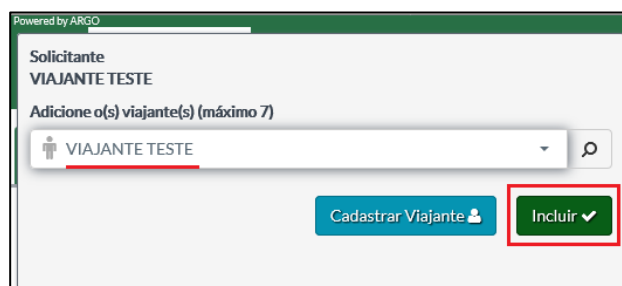 Powered by ARGO
Solicitante
VIAJANTE TESTE
Adicione o(s) viajante(s) (máximo 7)
VIAJANTE TESTE
Cadastrar Viajante Incluir